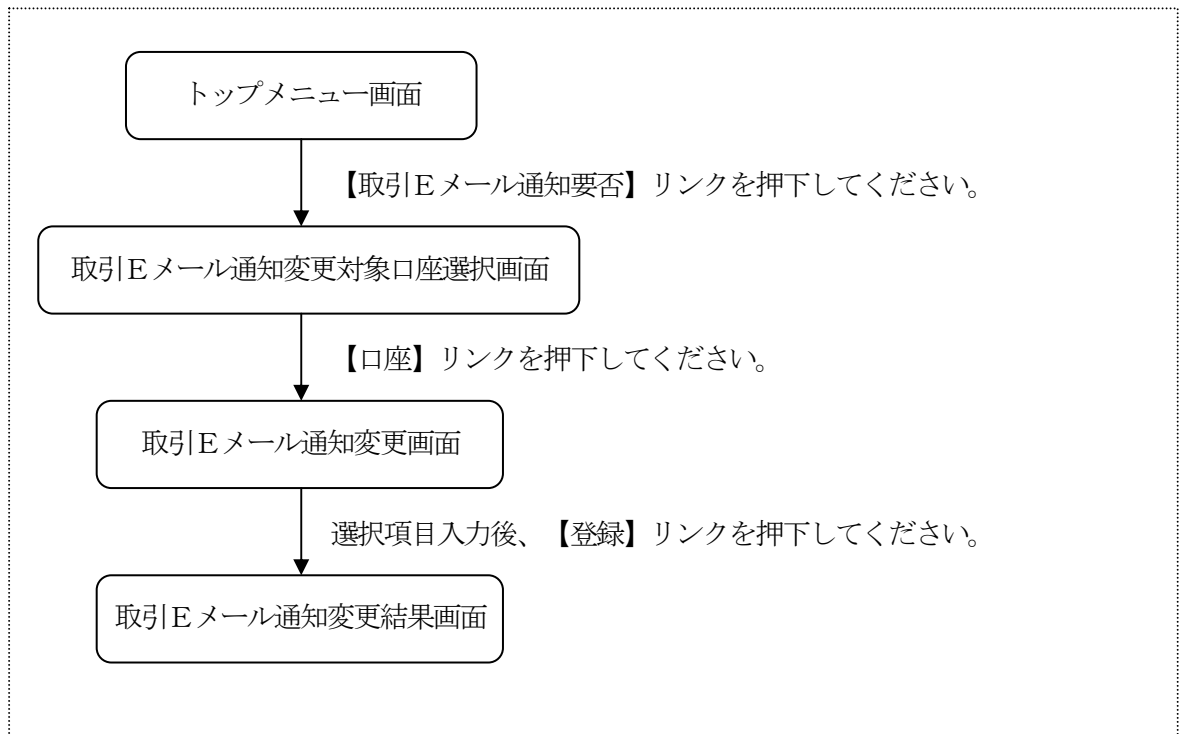 トップメニュー画面
【取引Ｅメール通知要否】リンクを押下してください。
取引Ｅメール通知変更対象口座選択画面
【口座】リンクを押下してください。
取引Ｅメール通知変更画面
選択項目入力後、【登録】リンクを押下してください。
取引Ｅメール通知変更結果画面